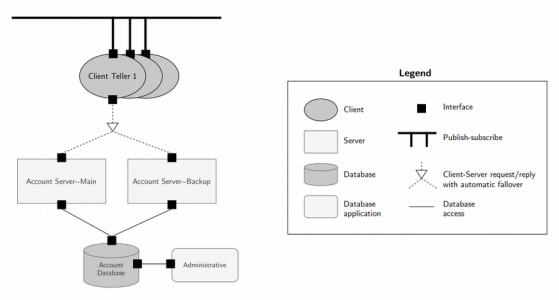 Client Teller 1
Account Server--Main
Account Server--Backup
Account
Database
Administrative
Legend
Client
Interface
Server
Publish-subscribe
Database
Client-Server request/reply
with automatic failover
Database
application
Database
access